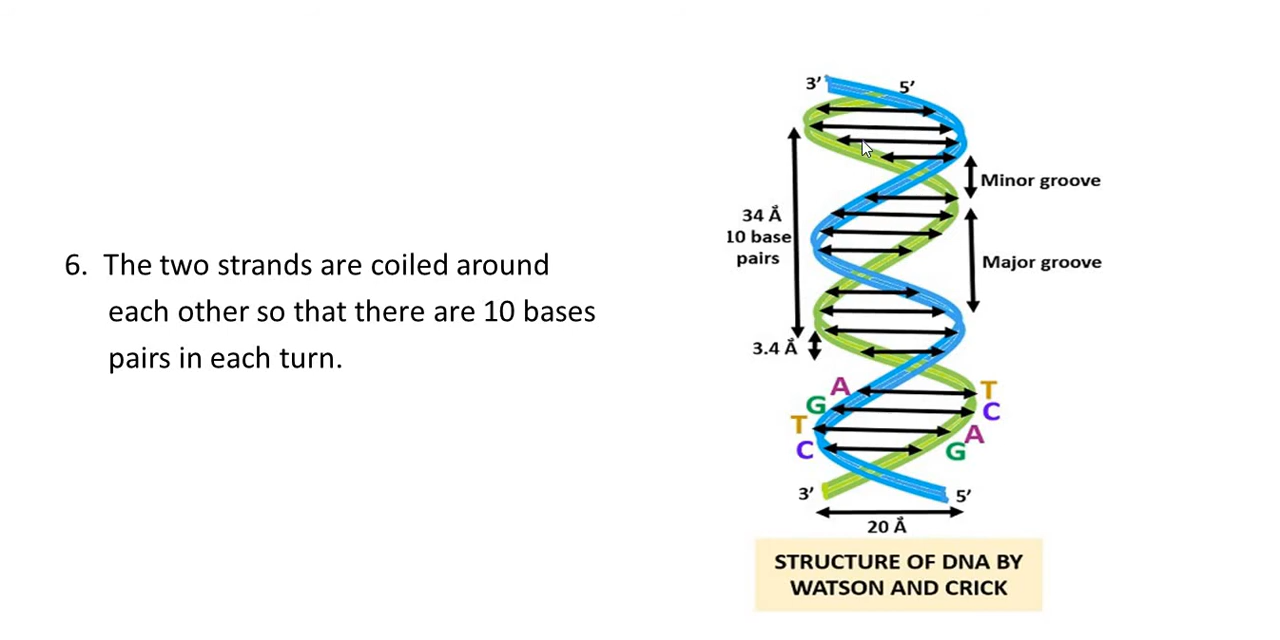 6. The two strands are coiled around
each other so that there are 10 bases
pairs in each turn.
3’ 5’
Minor groove
34 Å
10 base
pairs
Major groove
3.4 Å
A T
G C
T A
C G
3’ 5’
20 Å
STRUCTURE OF DNA BY
WATSON AND CRICK